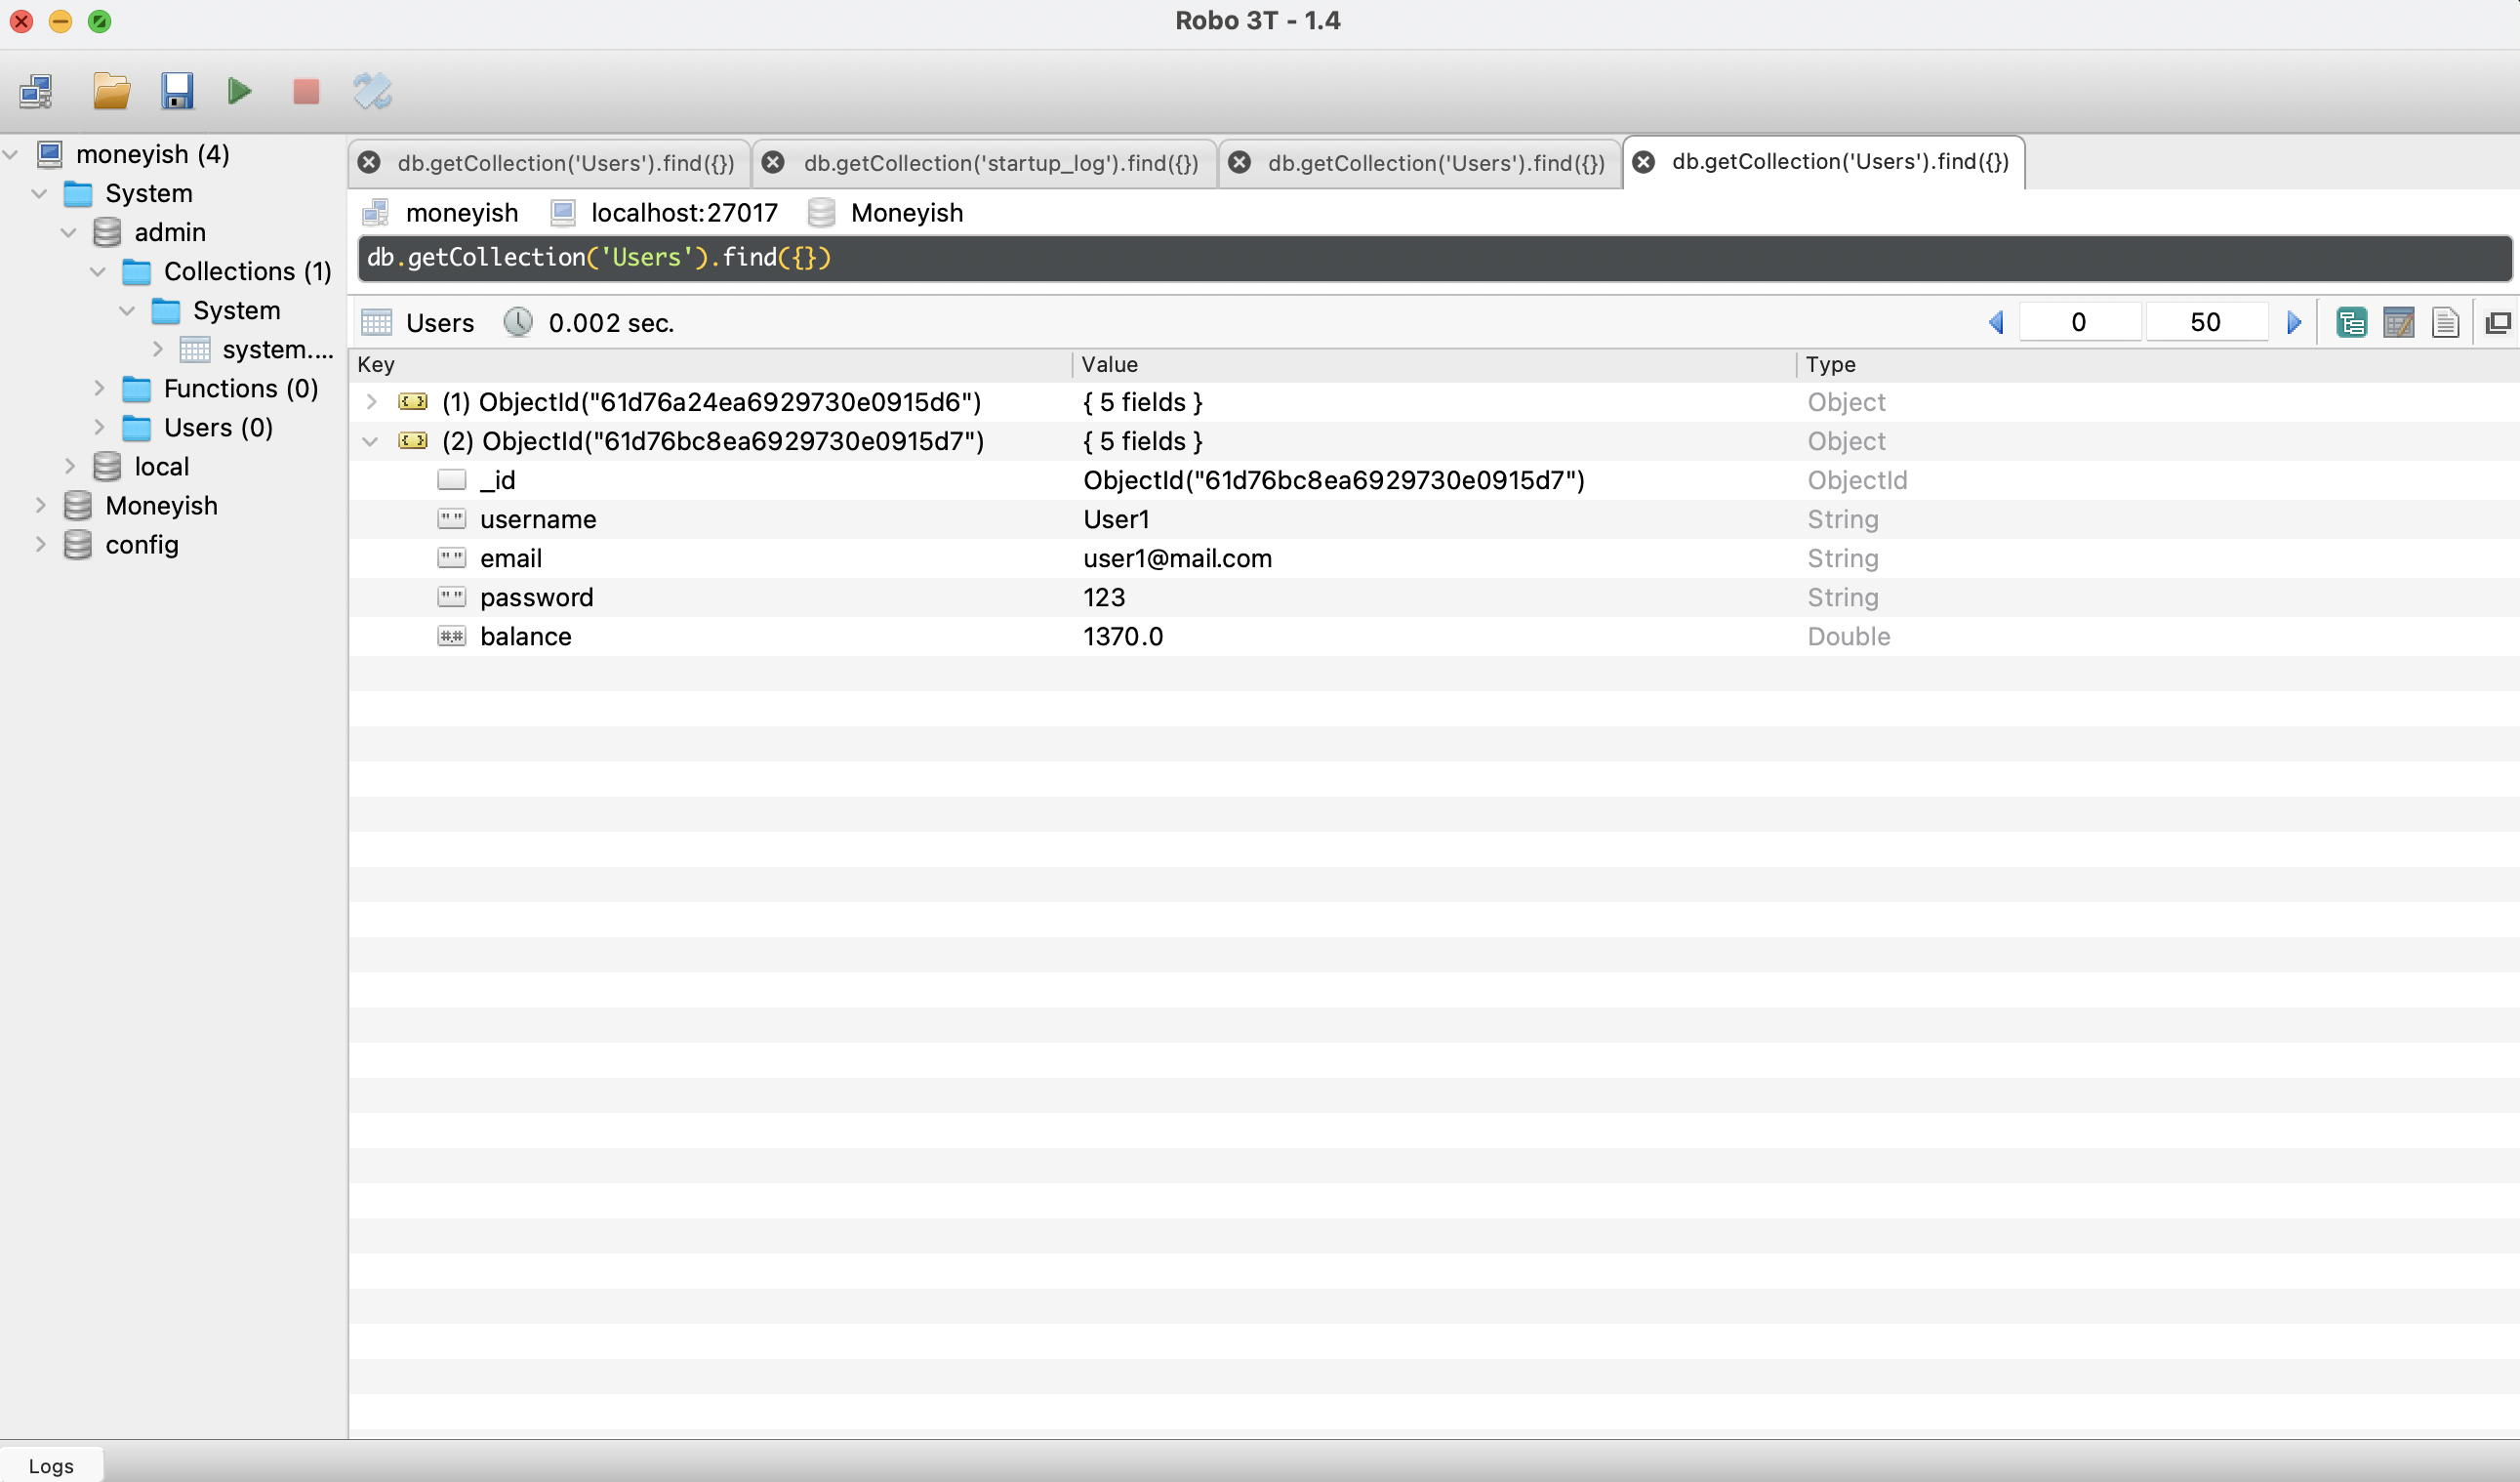 Robo 3T - 1.4
moneyish (4)
System
admin
Collections (1)
System
system....
Functions (0)
Users (0)
local
Moneyish
config
db.getCollection('Users').find({})
db.getCollection('startup_log').find({})
db.getCollection('Users').find({})
db.getCollection('Users').find({})
moneyish localhost:27017 Moneyish
db.getCollection('Users').find({})
Users 0.002 sec. 0 50
Key Value Type
(1) ObjectId("61d76a24ea6929730e0915d6") { 5 fields } Object
(2) ObjectId("61d76bc8ea6929730e0915d7") { 5 fields } Object
_id ObjectId("61d76bc8ea6929730e0915d7") ObjectId
username User1 String
email user1@mail.com String
password 123 String
balance 1370.0 Double
Logs